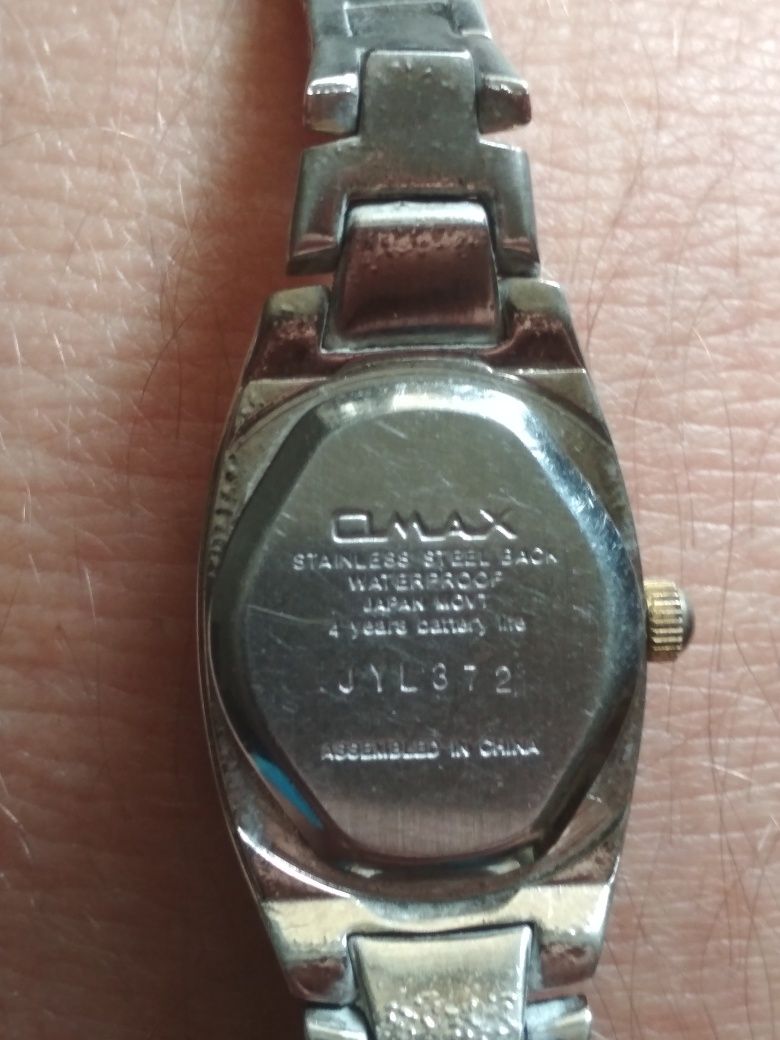 OMAX
STAINLESS STEEL BACK
WATERPROOF
JAPAN MOVT
4 years battery life
JYL372
ASSEMBLED IN CHINA